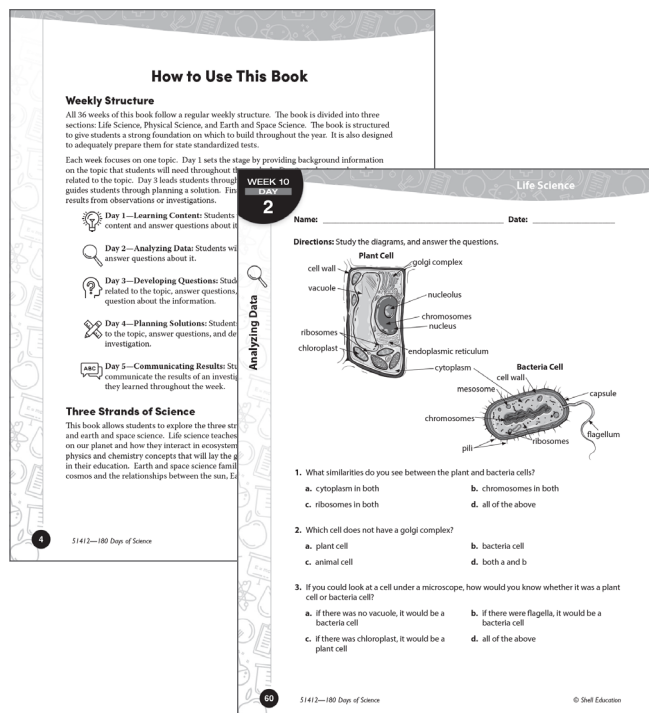 How to Use This Book
Weekly Structure
All 36 weeks of this book follow a regular weekly structure. The book is divided into three
sections: Life Science, Physical Science, and Earth and Space Science. The book is structured
to give students a strong foundation on which to build throughout the year. It is also designed
to adequately prepare them for state standardized tests.
Each week focuses on one topic. Day 1 sets the stage by providing background information
on the topic that students will need throughout
related to the topic. Day 3 leads students through
guides students through planning a solution.
results from observations or investigations.
Day 1—Learning Content: Students
content and answer questions about it
Day 2—Analyzing Data: Students
answer questions about it.
Day 3—Developing Questions:
related to the topic, answer questions,
question about the information.
Day 4—Planning Solutions:
to the topic, answer questions, and
investigation.
ABC
Day 5—Communicating Results:
communicate the results of
they learned throughout the week.
Three Strands of Science
This book allows students to explore the three
and earth and space science. Life science teaches
on our planet and how they interact in
physics and chemistry concepts that will lay the
in their education. Earth and space science
cosmos and the relationships between the sun,
4
51412—180 Days of Science
WEEK 10
DAY
2
Life Science
Name:
Date:
Directions: Study the diagrams, and answer the questions.
Analyzing Data
Plant Cell
cell wall
golgi complex
vacuole
nucleolus
chromosomes
nucleus
ribosomes
chloroplast
endoplasmic reticulum
cytoplasm
Bacteria Cell
cell wall
mesosome
capsule
chromosomes
flagellum
ribosomes
pili
1. What similarities do you see between the plant and bacteria cells?
a. cytoplasm in both
b. chromosomes in both
c. ribosomes in both
d. all of the above
2. Which cell does not have a golgi complex?
a. plant cell
b. bacteria cell
c. animal cell
d. both a and b
3. If you could look at a cell under a microscope, how would you know whether it was a plant
cell or bacteria cell?
a. if there was no vacuole, it would be a
bacteria cell
b. if there were flagella, it would be a
bacteria cell
c. if there was chloroplast, it would be a
plant cell
d. all of the above
60
51412—180 Days of Science
© Shell Education